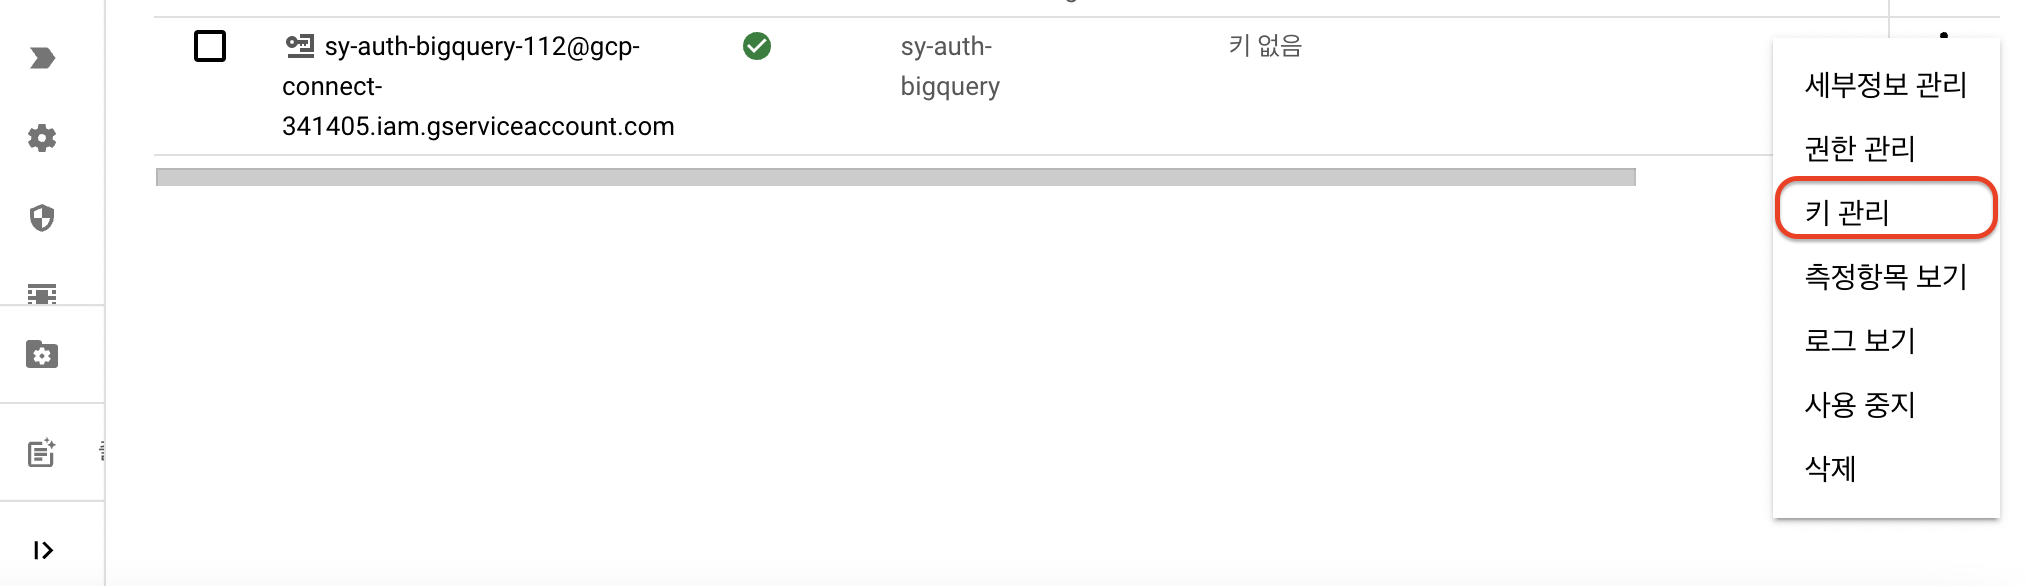 sy-auth-bigquery-112@gcp-
connect-
341405.iam.gserviceaccount.com
sy-auth-
bigquery
키 없음
세부정보 관리
권한 관리
키 관리
측정항목 보기
로그 보기
사용 중지
삭제